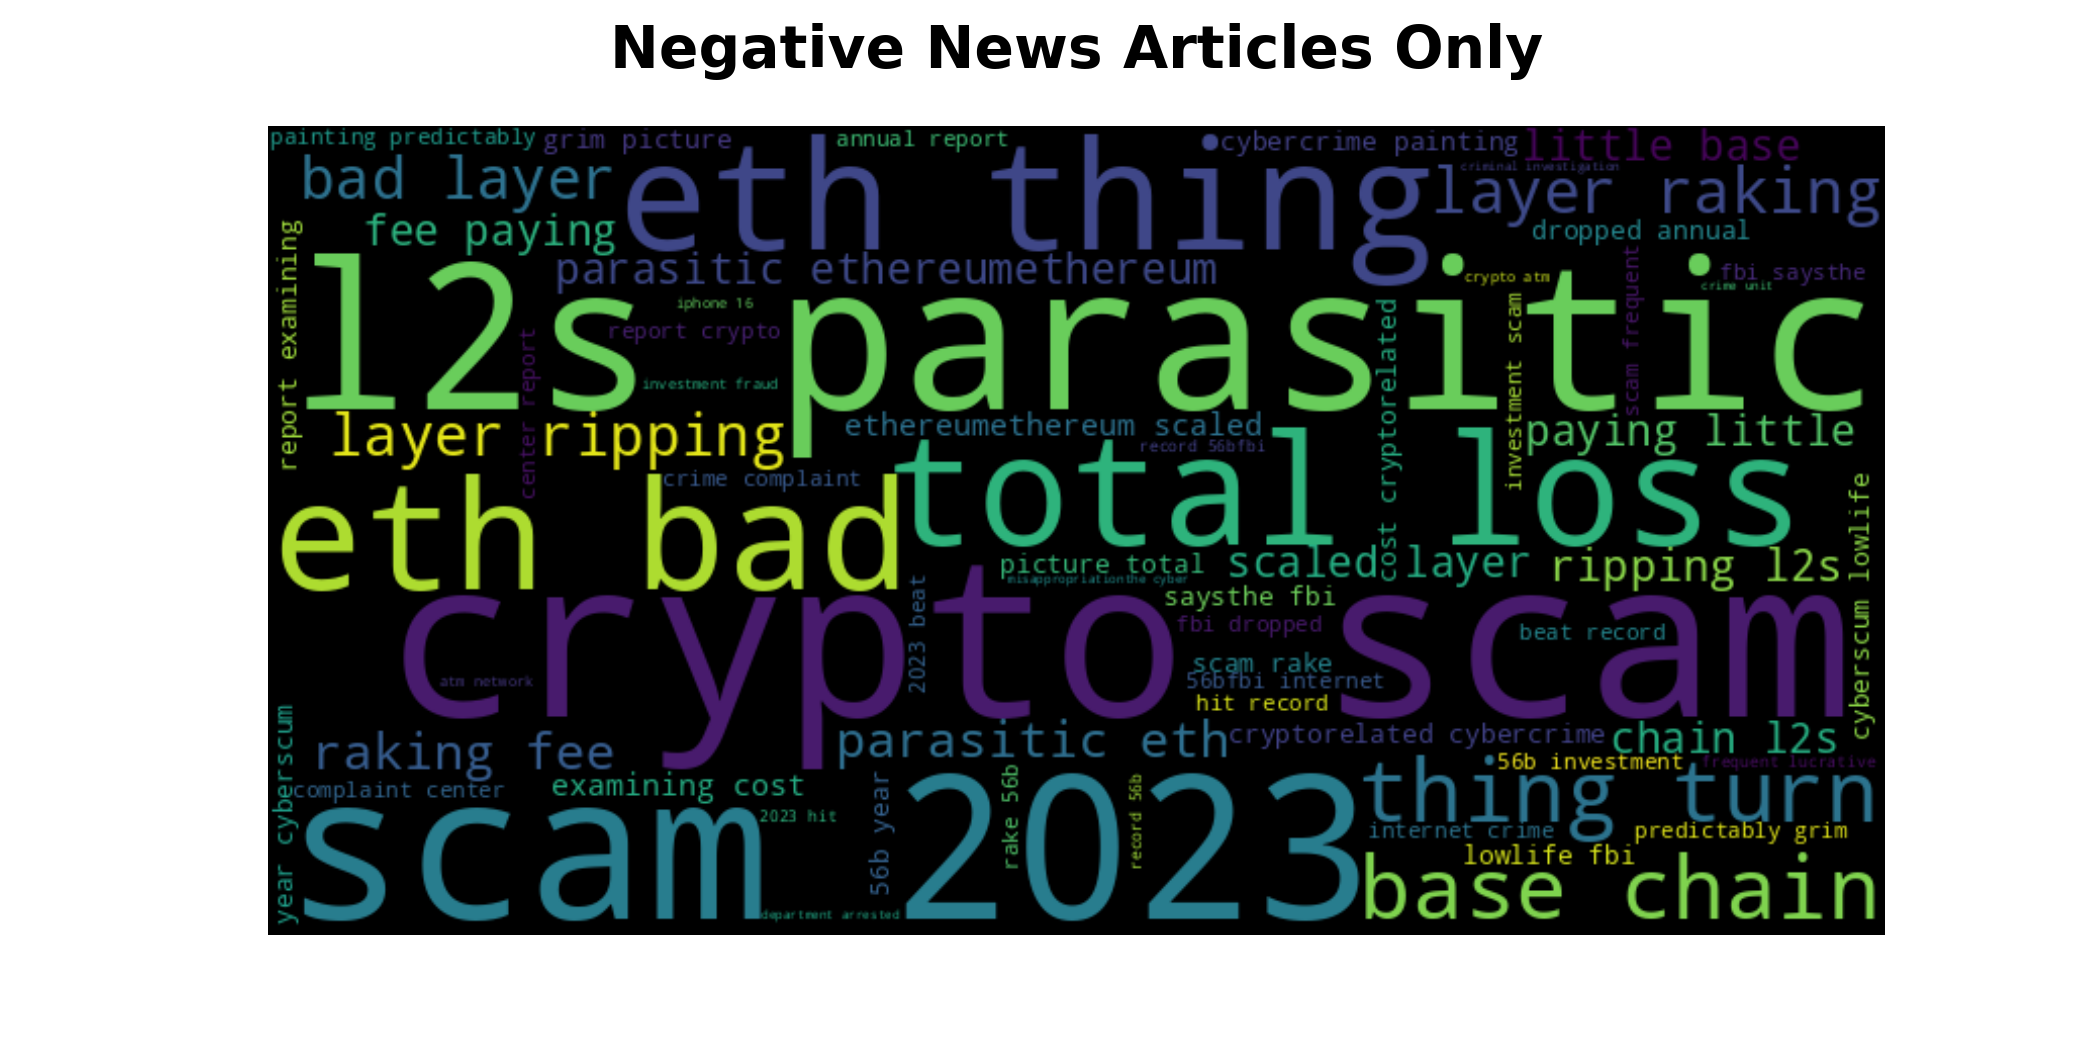 Negative News Articles Only
painting predictably
grim picture
annual report
cybercrime painting
little base
criminal investigation
bad layer
eth thing
layer raking
fee paying
dropped annual
parasitic ethereumethereum
crypto atm
fbi saysthe
crime unit
report examining
l2s parasitic
iphone 16
report crypto
center report
investment fraud
cost cryptorelated
investment scam
scam frequent
layer ripping
ethereumethereum scaled
record 56bfbi
paying little
total loss
crime complaint
eth bad
picture total
scaled layer
ripping l2s
misappropriationthe cyber
cyberscum lowlife
crypto scam
2023 beat
saysthe fbi
fbi dropped
beat record
scam rake
56bfbi internet
atm network
hit record
year cyberscum
raking fee
parasitic eth
cryptorelated cybercrime
chain l2s
56b investment
frequent lucrative
complaint center
examining cost
thing turn
scam 2023
2023 hit
56b year
rake 56b
record 56b
internet crime
predictably grim
lowlife fbi
base chain
department arrested